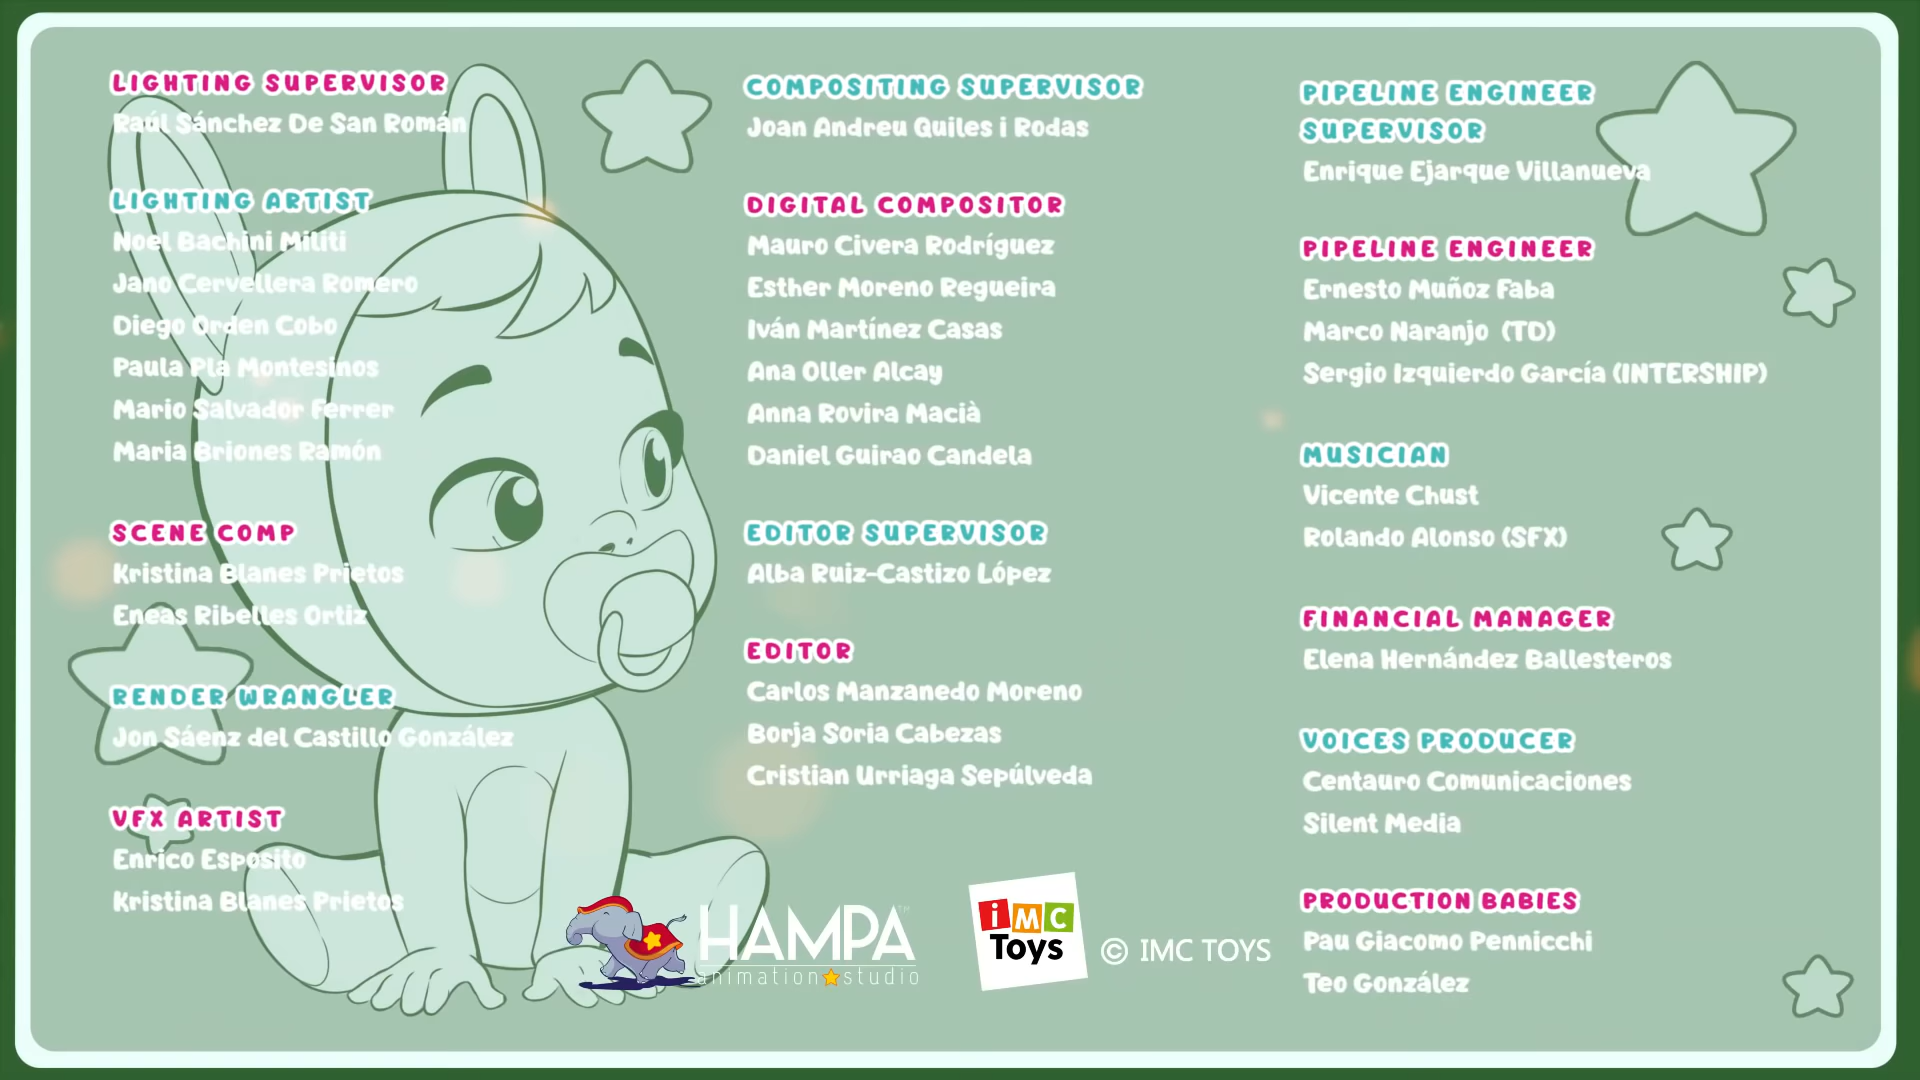 LIGHTING SUPERVISOR
Raúl Sánchez De San Román
LIGHTING ARTIST
Noel Bachini Militi
Jano Cervellera Romero
Diego Orden Cobo
Paula Pla Montesinos
Mario Salvador Ferrer
Maria Briones Ramón
SCENE COMP
Kristina Blanes Prietos
Eneas Ribelles Ortiz
RENDER WRANGLER
Jon Sáenz del Castillo González
VFX ARTIST
Enrico Esposito
Kristina Blanes Prietos
COMPOSITING SUPERVISOR
Joan Andreu Quiles i Rodas
DIGITAL COMPOSITOR
Mauro Civera Rodríguez
Esther Moreno Regueira
Iván Martínez Casas
Ana Oller Alcay
Anna Rovira Macià
Daniel Guirao Candela
EDITOR SUPERVISOR
Alba Ruiz-Castizo López
EDITOR
Carlos Manzanedo Moreno
Borja Soria Cabezas
Cristian Urriaga Sepúlveda
HAMPA™
animation studio
iMC
Toys
© IMC TOYS
PIPELINE ENGINEER
SUPERVISOR
Enrique Ejarque Villanueva
PIPELINE ENGINEER
Ernesto Muñoz Faba
Marco Naranjo (TD)
Sergio Izquierdo García (INTERSHIP)
MUSICIAN
Vicente Chust
Rolando Alonso (SFX)
FINANCIAL MANAGER
Elena Hernández Ballesteros
VOICES PRODUCER
Centauro Comunicaciones
Silent Media
PRODUCTION BABIES
Pau Giacomo Pennicchi
Teo González